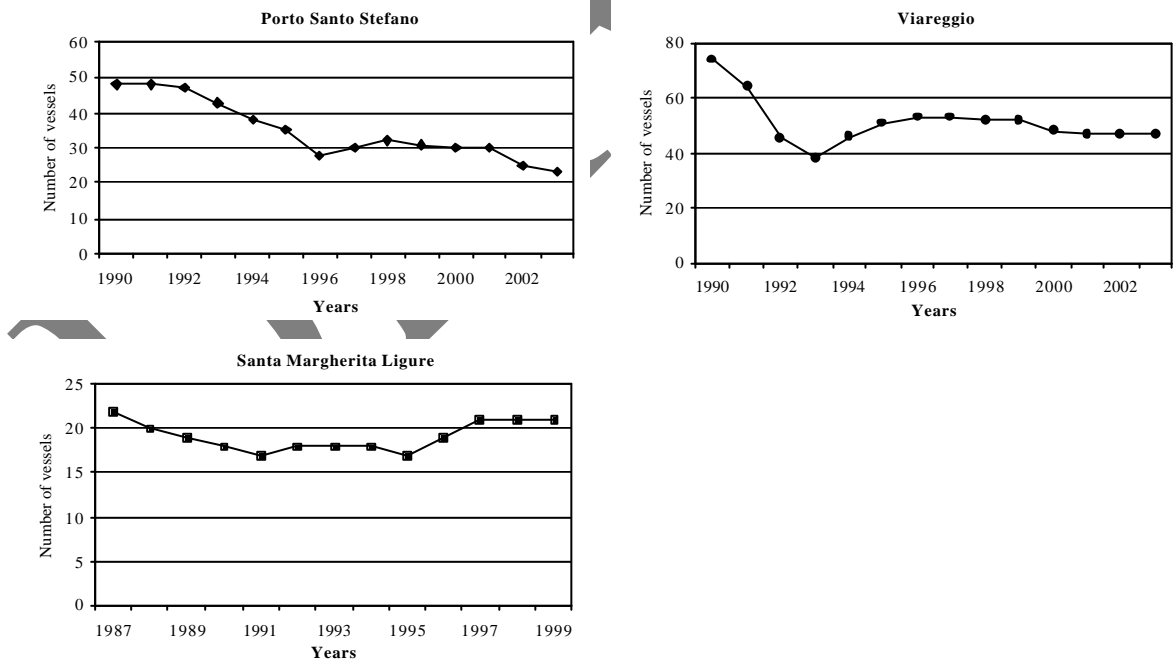 Porto Santo Stefano
60
50
40
30
20
10
0
Number of vessels
1990 1992 1994 1996 1998 2000 2002
Years
Viareggio
80
60
40
20
0
Number of vessels
1990 1992 1994 1996 1998 2000 2002
Years
Santa Margherita Ligure
25
20
15
10
5
0
Number of vessels
1987 1989 1991 1993 1995 1997 1999
Years